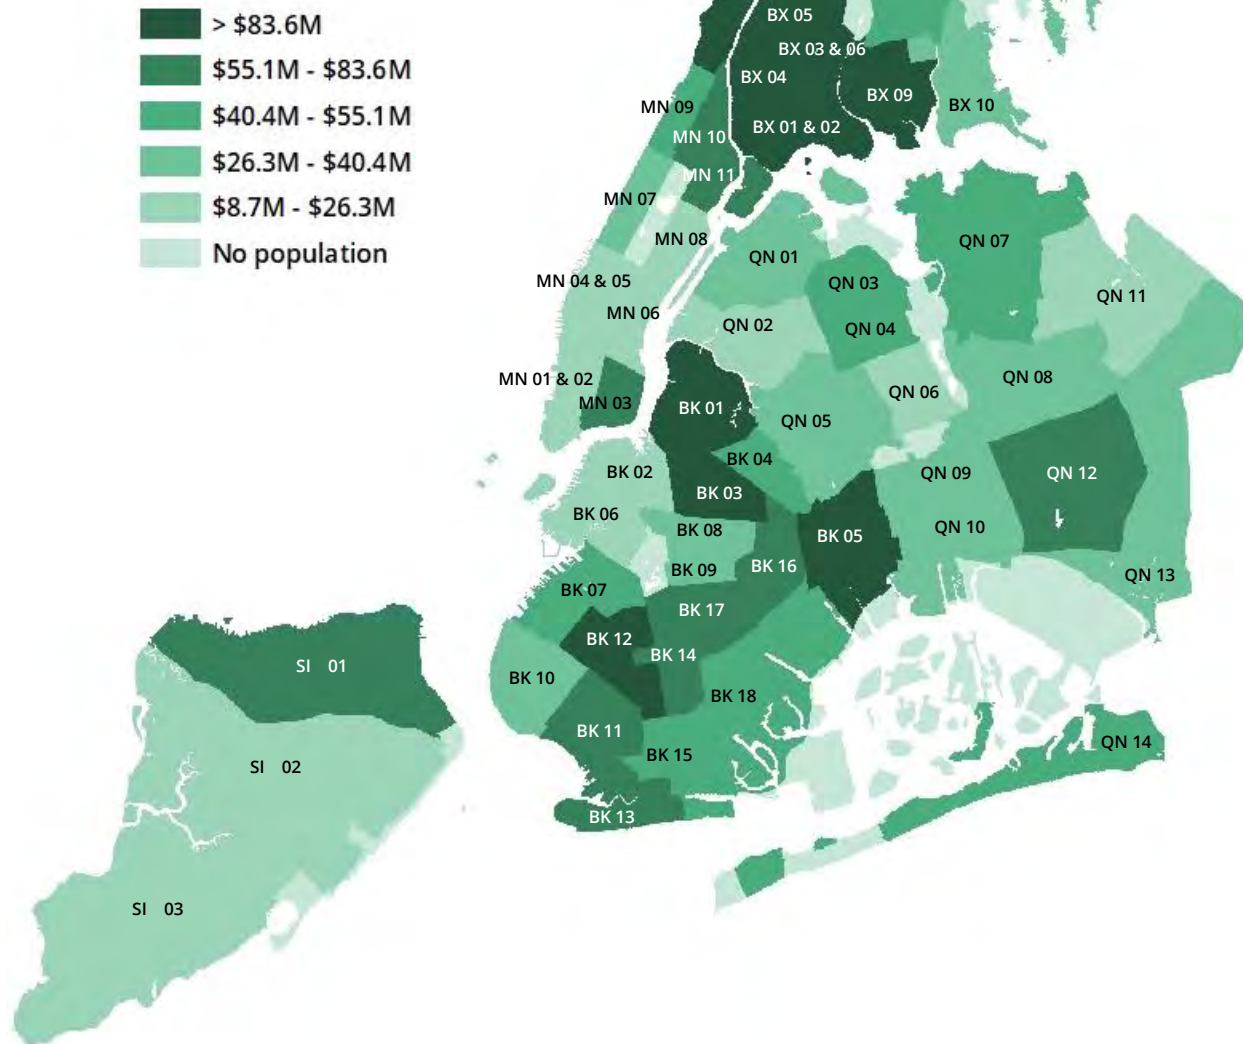 > $83.6M
$55.1M - $83.6M
$40.4M - $55.1M
$26.3M - $40.4M
$8.7M - $26.3M
No population
BX 05
BX 03 & 06
BX 04
BX 09
BX 10
MN 09
BX 01 & 02
MN 10
MN 11
MN 07
MN 08
QN 07
QN 01
MN 04 & 05
QN 03
QN 11
MN 06
QN 02
QN 04
MN 01 & 02
QN 08
QN 06
MN 03
BK 01
QN 05
BK 04
BK 02
QN 09
QN 12
BK 03
BK 06
BK 08
QN 10
BK 05
BK 16
BK 09
QN 13
BK 07
BK 17
BK 12
BK 14
SI 01
BK 10
BK 18
BK 11
QN 14
BK 15
SI 02
BK 13
SI 03